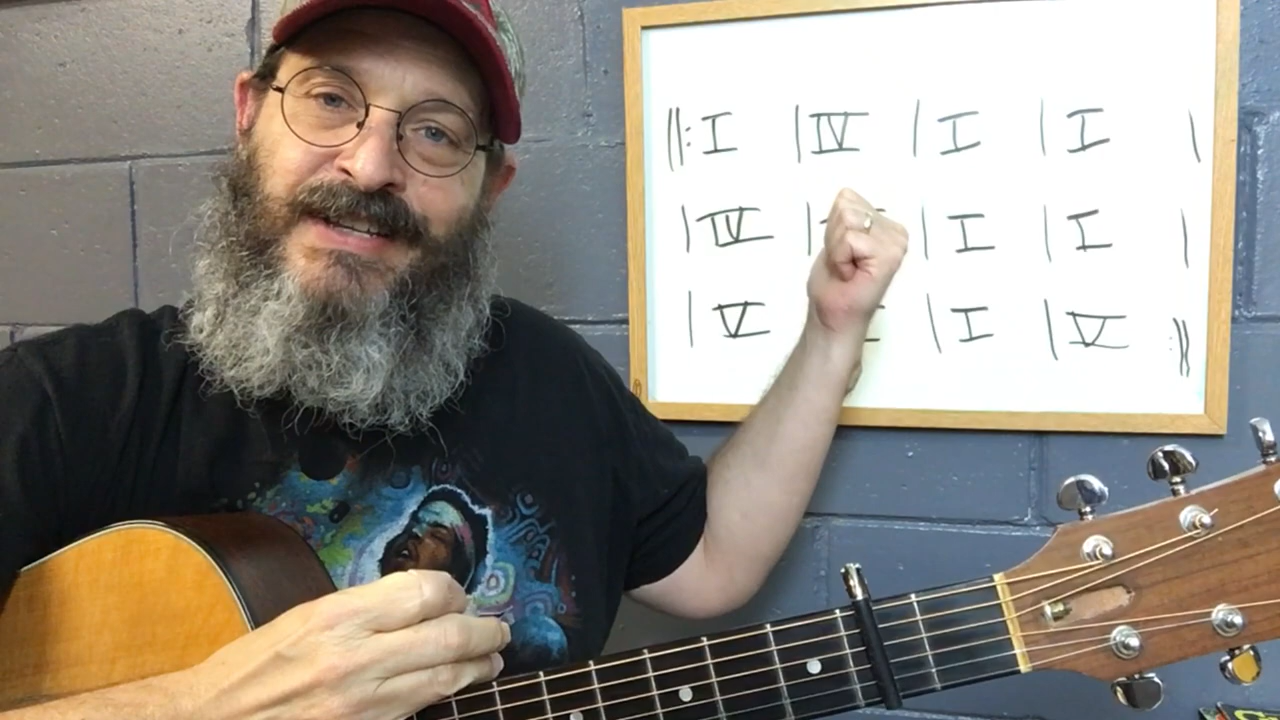 ||: I | IV | I | I |
| IV | | I | I |
| V | | I | V :||